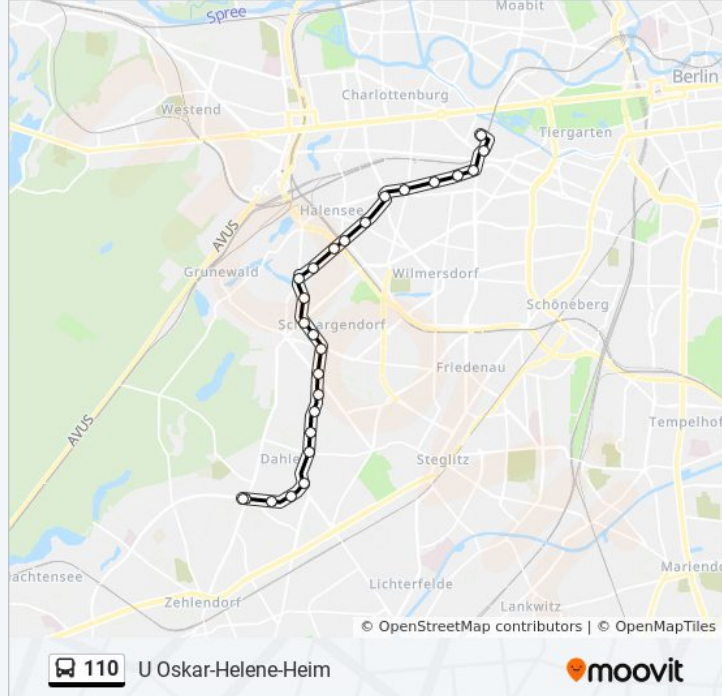 Moabit
Spree
Berlin
Charlottenburg
Westend
Tiergarten
Halensee
AVUS
Grunewald
Wilmersdorf
Schöneberg
Friedenau
Tempelhof
AVUS
Steglitz
Mariendo
achtensee
Lichterfelde
Zehlendorf
Lankwitz
© OpenStreetMap contributors | © OpenMapTiles
110 U Oskar-Helene-Heim
moovit